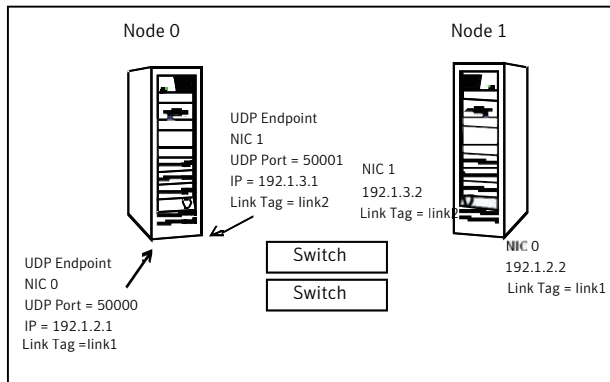 Node 0
Node 1
UDP Endpoint
NIC 1
UDP Port = 50001
IP = 192.1.3.1
Link Tag = link2
NIC 1
192.1.3.2
Link Tag = link2
Switch
Switch
UDP Endpoint
NIC 0
UDP Port = 50000
IP = 192.1.2.1
Link Tag =link1
NIC 0
192.1.2.2
Link Tag = link1